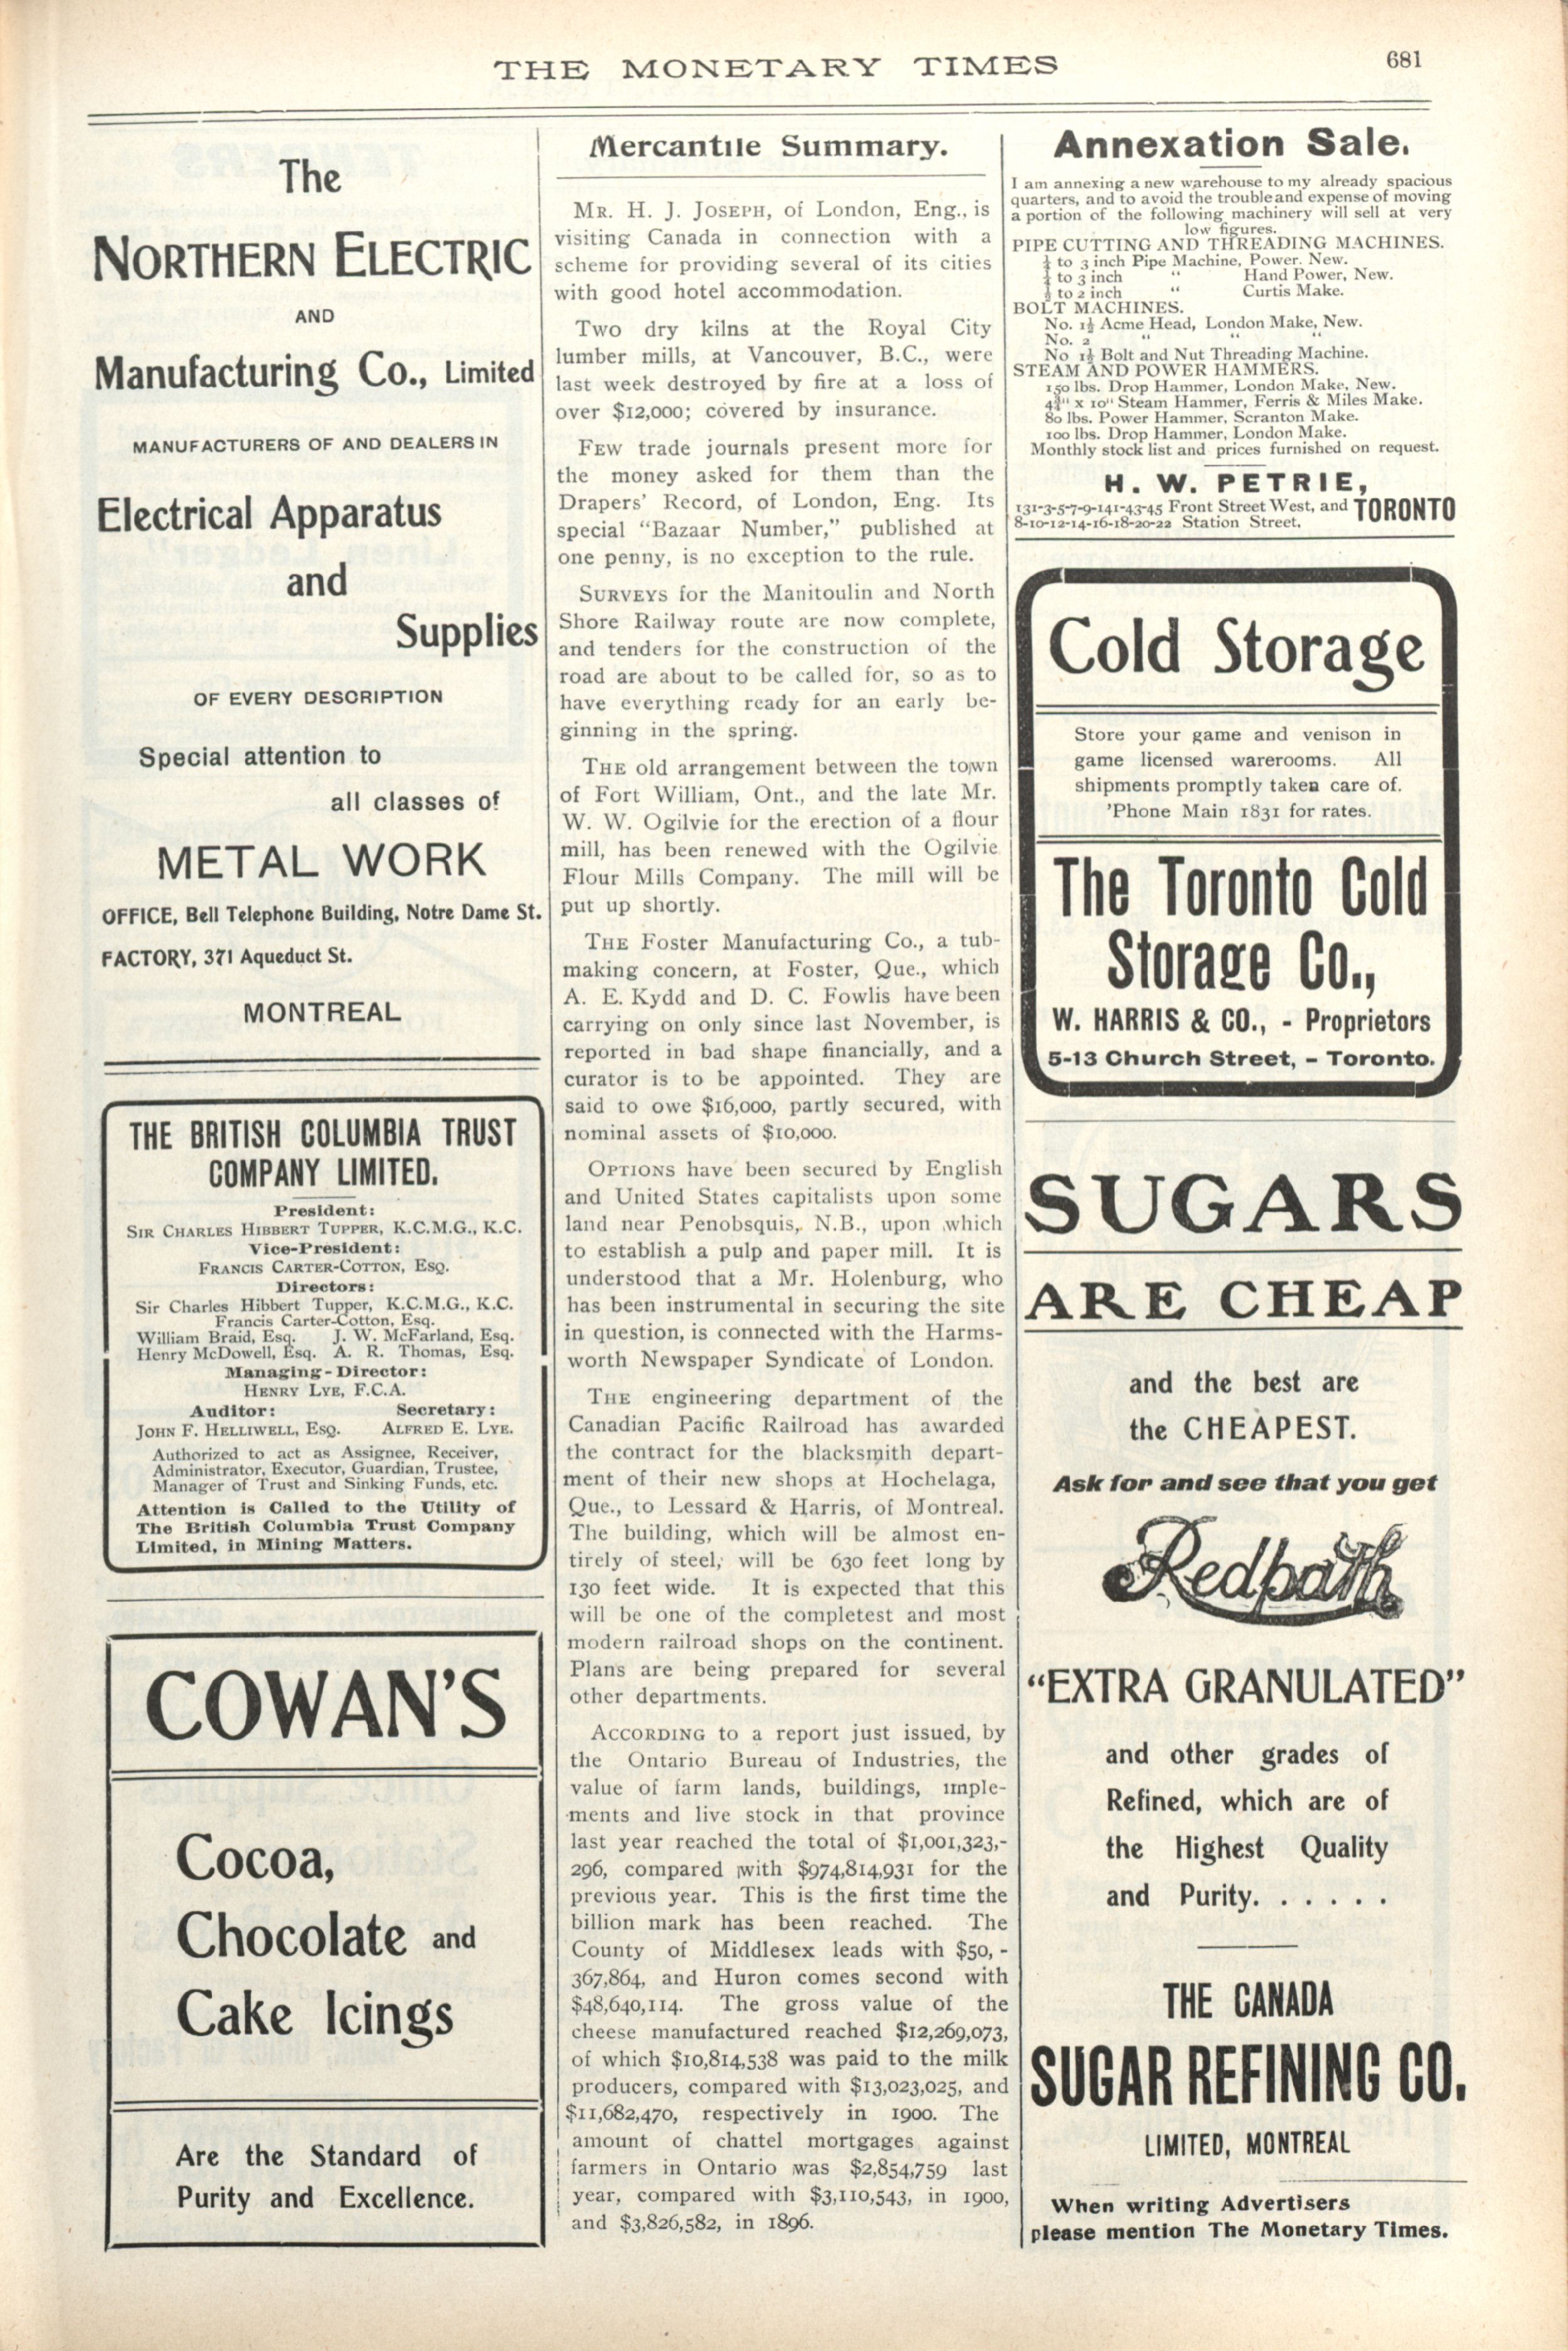 THE MONETARY TIMES
681
The
NORTHERN ELECTRIC
AND
Manufacturing Co., Limited
MANUFACTURERS OF AND DEALERS IN
Electrical Apparatus
and
Supplies
OF EVERY DESCRIPTION
Special attention to
all classes of
METAL WORK
OFFICE, Bell Telephone Building, Notre Dame St.
FACTORY, 371 Aqueduct St.
MONTREAL
THE BRITISH COLUMBIA TRUST
COMPANY LIMITED.
President:
SIR CHARLES HIBBERT TUPPER, K.C.M.G., K.C.
Vice-President:
FRANCIS CARTER-COTTON, ESQ.
Directors:
Sir Charles Hibbert Tupper, K.C.M.G., K.C.
Francis Carter-Cotton, Esq.
William Braid, Esq. J. W. McFarland, Esq.
Henry McDowell, Esq. A. R. Thomas, Esq.
Managing-Director:
HENRY LYE, F.C.A.
Auditor: Secretary:
JOHN F. HELLIWELL, ESQ. ALFRED E. LYE.
Authorized to act as Assignee, Receiver,
Administrator, Executor, Guardian, Trustee,
Manager of Trust and Sinking Funds, etc.
Attention is Called to the Utility of
The British Columbia Trust Company
Limited, in Mining Matters.
COWAN'S
Cocoa,
Chocolate and
Cake Icings
Are the Standard of
Purity and Excellence.
Mercantile Summary.
MR. H. J. JOSEPH, of London, Eng., is
visiting Canada in connection with a
scheme for providing several of its cities
with good hotel accommodation.
Two dry kilns at the Royal City
lumber mills, at Vancouver, B.C., were
last week destroyed by fire at a loss of
over $12,000; covered by insurance.
FEW trade journals present more for
the money asked for them than the
Drapers' Record, of London, Eng. Its
special "Bazaar Number," published at
one penny, is no exception to the rule.
SURVEYS for the Manitoulin and North
Shore Railway route are now complete,
and tenders for the construction of the
road are about to be called for, so as to
have everything ready for an early be-
ginning in the spring.
THE old arrangement between the town
of Fort William, Ont., and the late Mr.
W. W. Ogilvie for the erection of a flour
mill, has been renewed with the Ogilvie
Flour Mills Company. The mill will be
put up shortly.
THE Foster Manufacturing Co., a tub-
making concern, at Foster, Que., which
A. E. Kydd and D. C. Fowlis have been
carrying on only since last November, is
reported in bad shape financially, and a
curator is to be appointed. They are
said to owe $16,000, partly secured, with
nominal assets of $10,000.
OPTIONS have been secured by English
and United States capitalists upon some
land near Penobsquis, N.B., upon which
to establish a pulp and paper mill. It is
understood that a Mr. Holenburg, who
has been instrumental in securing the site
in question, is connected with the Harms-
worth Newspaper Syndicate of London.
THE engineering department of the
Canadian Pacific Railroad has awarded
the contract for the blacksmith depart-
ment of their new shops at Hochelaga,
Que., to Lessard & Harris, of Montreal.
The building, which will be almost en-
tirely of steel, will be 630 feet long by
130 feet wide. It is expected that this
will be one of the completest and most
modern railroad shops on the continent.
Plans are being prepared for several
other departments.
ACCORDING to a report just issued, by
the Ontario Bureau of Industries, the
value of farm lands, buildings, imple-
ments and live stock in that province
last year reached the total of $1,001,323,-
296, compared with $974,814,931 for the
previous year. This is the first time the
billion mark has been reached. The
County of Middlesex leads with $50,-
367,864, and Huron comes second with
$48,640,114. The gross value of the
cheese manufactured reached $12,269,073,
of which $10,814,538 was paid to the milk
producers, compared with $13,023,025, and
$11,682,470, respectively in 1900. The
amount of chattel mortgages against
farmers in Ontario was $2,854,759 last
year, compared with $3,110,543, in 1900,
and $3,826,582, in 1896.
Annexation Sale.
I am annexing a new warehouse to my already spacious
quarters, and to avoid the trouble and expense of moving
a portion of the following machinery will sell at very
low figures.
PIPE CUTTING AND THREADING MACHINES.
to 3 inch Pipe Machine, Power. New.
to 3 inch " Hand Power, New.
to 2 inch " Curtis Make.
BOLT MACHINES.
No. 1½ Acme Head, London Make, New.
No. 2 " " "
No 1½ Bolt and Nut Threading Machine.
STEAM AND POWER HAMMERS.
150 lbs. Drop Hammer, London Make, New.
4¾" x 10" Steam Hammer, Ferris & Miles Make.
80 lbs. Power Hammer, Scranton Make.
100 lbs. Drop Hammer, London Make.
Monthly stock list and prices furnished on request.
H. W. PETRIE,
131-3-5-7-9-141-43-45 Front Street West, and TORONTO
8-10-12-14-16-18-20-22 Station Street.
Cold Storage
Store your game and venison in
game licensed warerooms. All
shipments promptly taken care of.
'Phone Main 1831 for rates.
The Toronto Cold
Storage Co.,
W. HARRIS & CO., - Proprietors
5-13 Church Street, - Toronto.
SUGARS
ARE CHEAP
and the best are
the CHEAPEST.
Ask for and see that you get
Redpath
"EXTRA GRANULATED"
and other grades of
Refined, which are of
the Highest Quality
and Purity. . . . . .
THE CANADA
SUGAR REFINING CO.
LIMITED, MONTREAL
When writing Advertisers
please mention The Monetary Times.